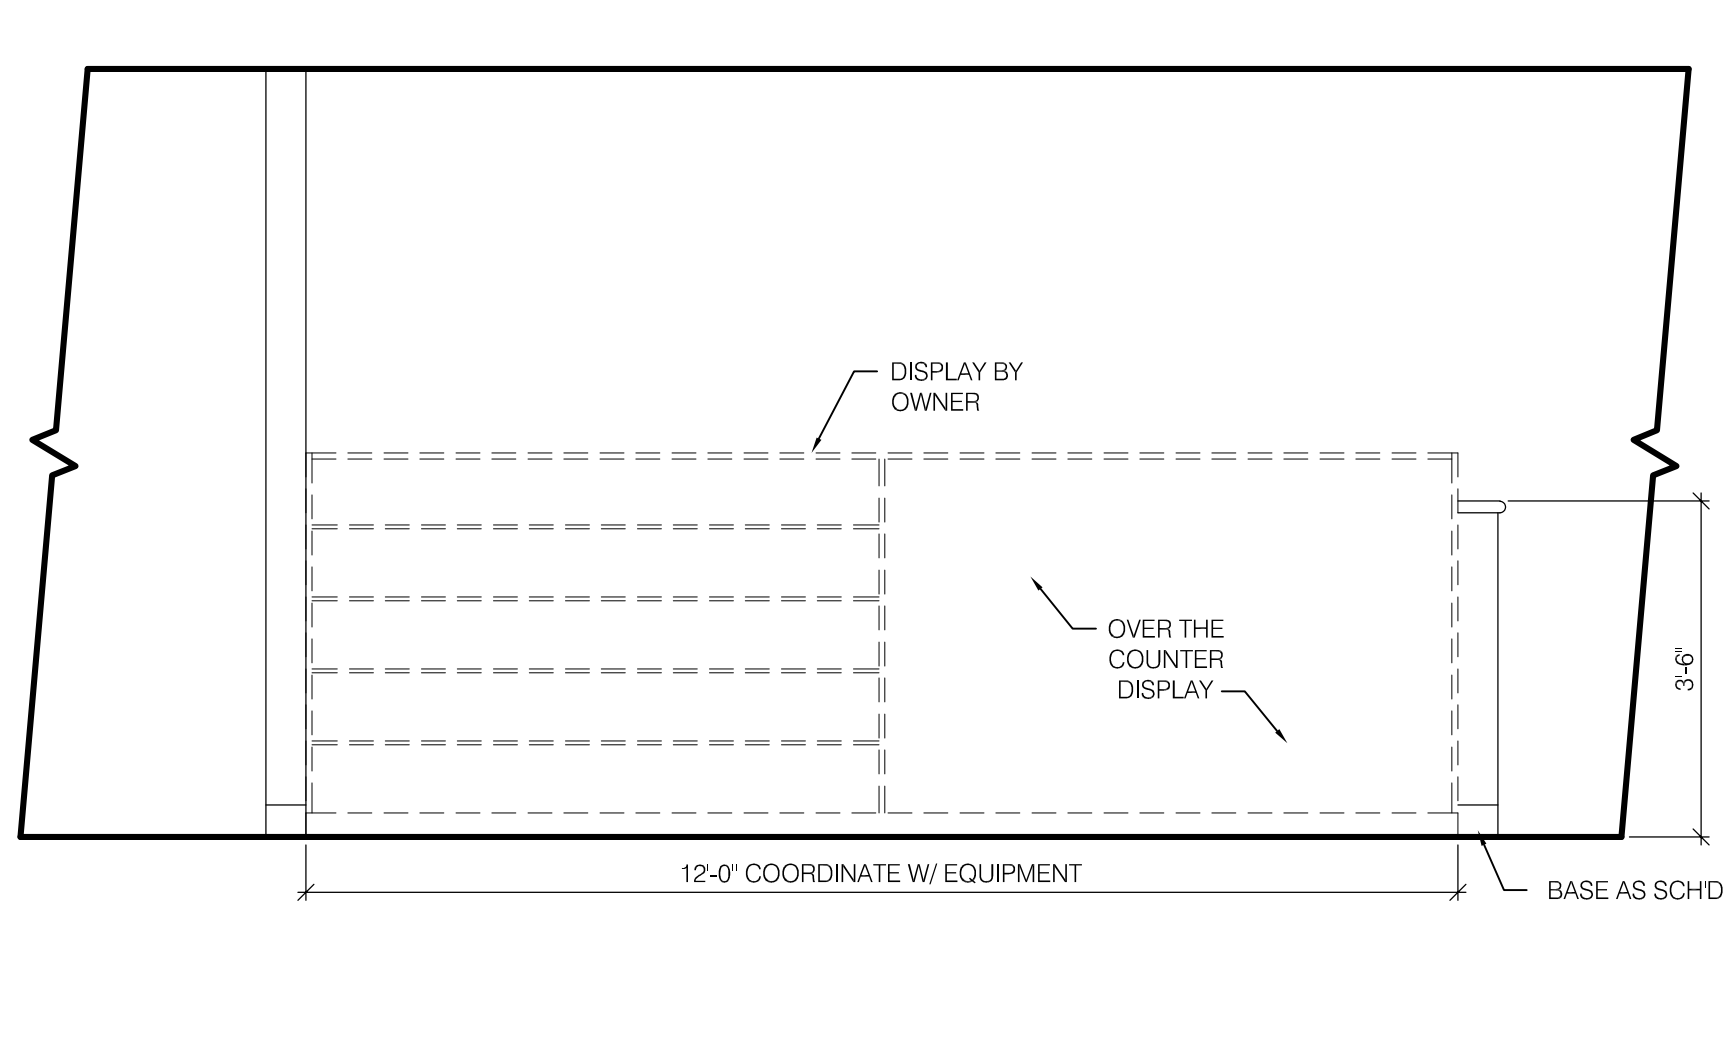 DISPLAY BY
OWNER
OVER THE
COUNTER
DISPLAY
3'-6"
12'-0" COORDINATE W/ EQUIPMENT
BASE AS SCH'D